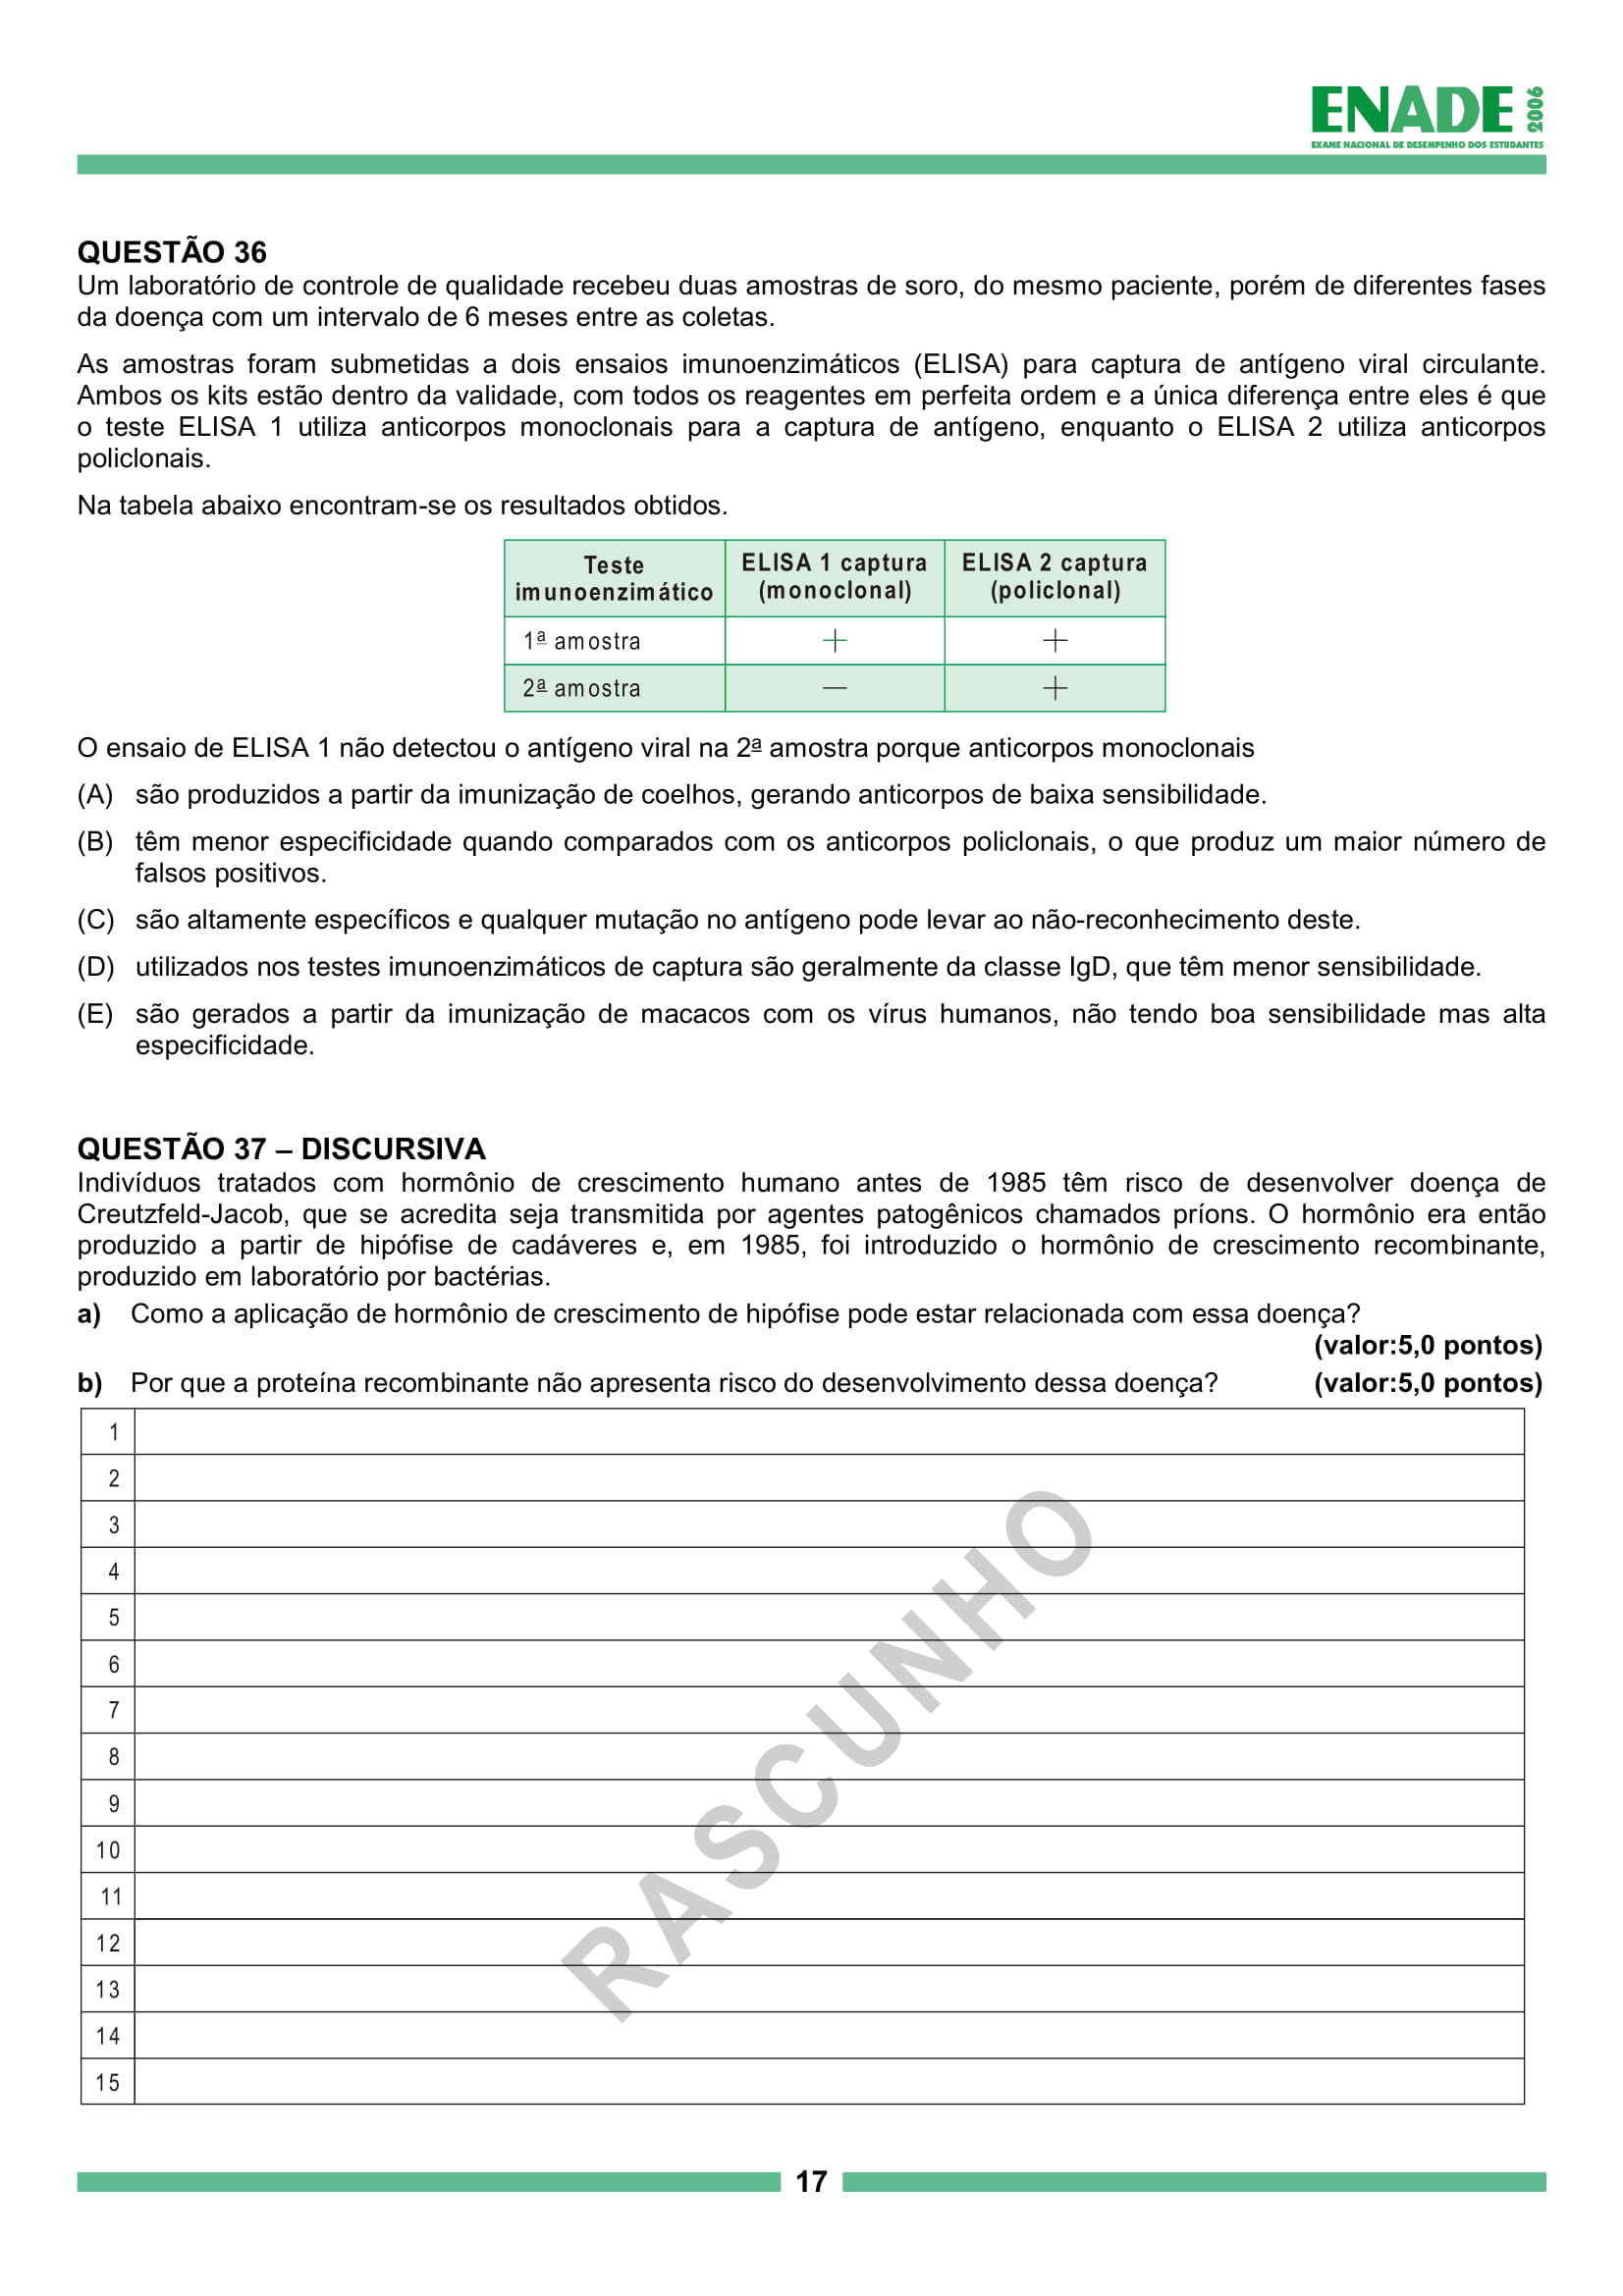 ENADE 2006
EXAME NACIONAL DE DESEMPENHO DOS ESTUDANTES
QUESTÃO 36
Um laboratório de controle de qualidade recebeu duas amostras de soro, do mesmo paciente, porém de diferentes fases
da doença com um intervalo de 6 meses entre as coletas.
As amostras foram submetidas a dois ensaios imunoenzimáticos (ELISA) para captura de antígeno viral circulante.
Ambos os kits estão dentro da validade, com todos os reagentes em perfeita ordem e a única diferença entre eles é que
o teste ELISA 1 utiliza anticorpos monoclonais para a captura de antígeno, enquanto o ELISA 2 utiliza anticorpos
policlonais.
Na tabela abaixo encontram-se os resultados obtidos.
Teste imunoenzimático | ELISA 1 captura (monoclonal) | ELISA 2 captura (policlonal)
1ª amostra + +
2ª amostra – +
O ensaio de ELISA 1 não detectou o antígeno viral na 2ª amostra porque anticorpos monoclonais
(A) são produzidos a partir da imunização de coelhos, gerando anticorpos de baixa sensibilidade.
(B) têm menor especificidade quando comparados com os anticorpos policlonais, o que produz um maior número de
falsos positivos.
(C) são altamente específicos e qualquer mutação no antígeno pode levar ao não-reconhecimento deste.
(D) utilizados nos testes imunoenzimáticos de captura são geralmente da classe IgD, que têm menor sensibilidade.
(E) são gerados a partir da imunização de macacos com os vírus humanos, não tendo boa sensibilidade mas alta
especificidade.
QUESTÃO 37 – DISCURSIVA
Indivíduos tratados com hormônio de crescimento humano antes de 1985 têm risco de desenvolver doença de
Creutzfeld-Jacob, que se acredita seja transmitida por agentes patogênicos chamados príons. O hormônio era então
produzido a partir de hipófise de cadáveres e, em 1985, foi introduzido o hormônio de crescimento recombinante,
produzido em laboratório por bactérias.
a) Como a aplicação de hormônio de crescimento de hipófise pode estar relacionada com essa doença?
(valor:5,0 pontos)
b) Por que a proteína recombinante não apresenta risco do desenvolvimento dessa doença? (valor:5,0 pontos)
1
2
3
4
5
6
7
8
9
10
11
12
13
14
15
RASCUNHO
17